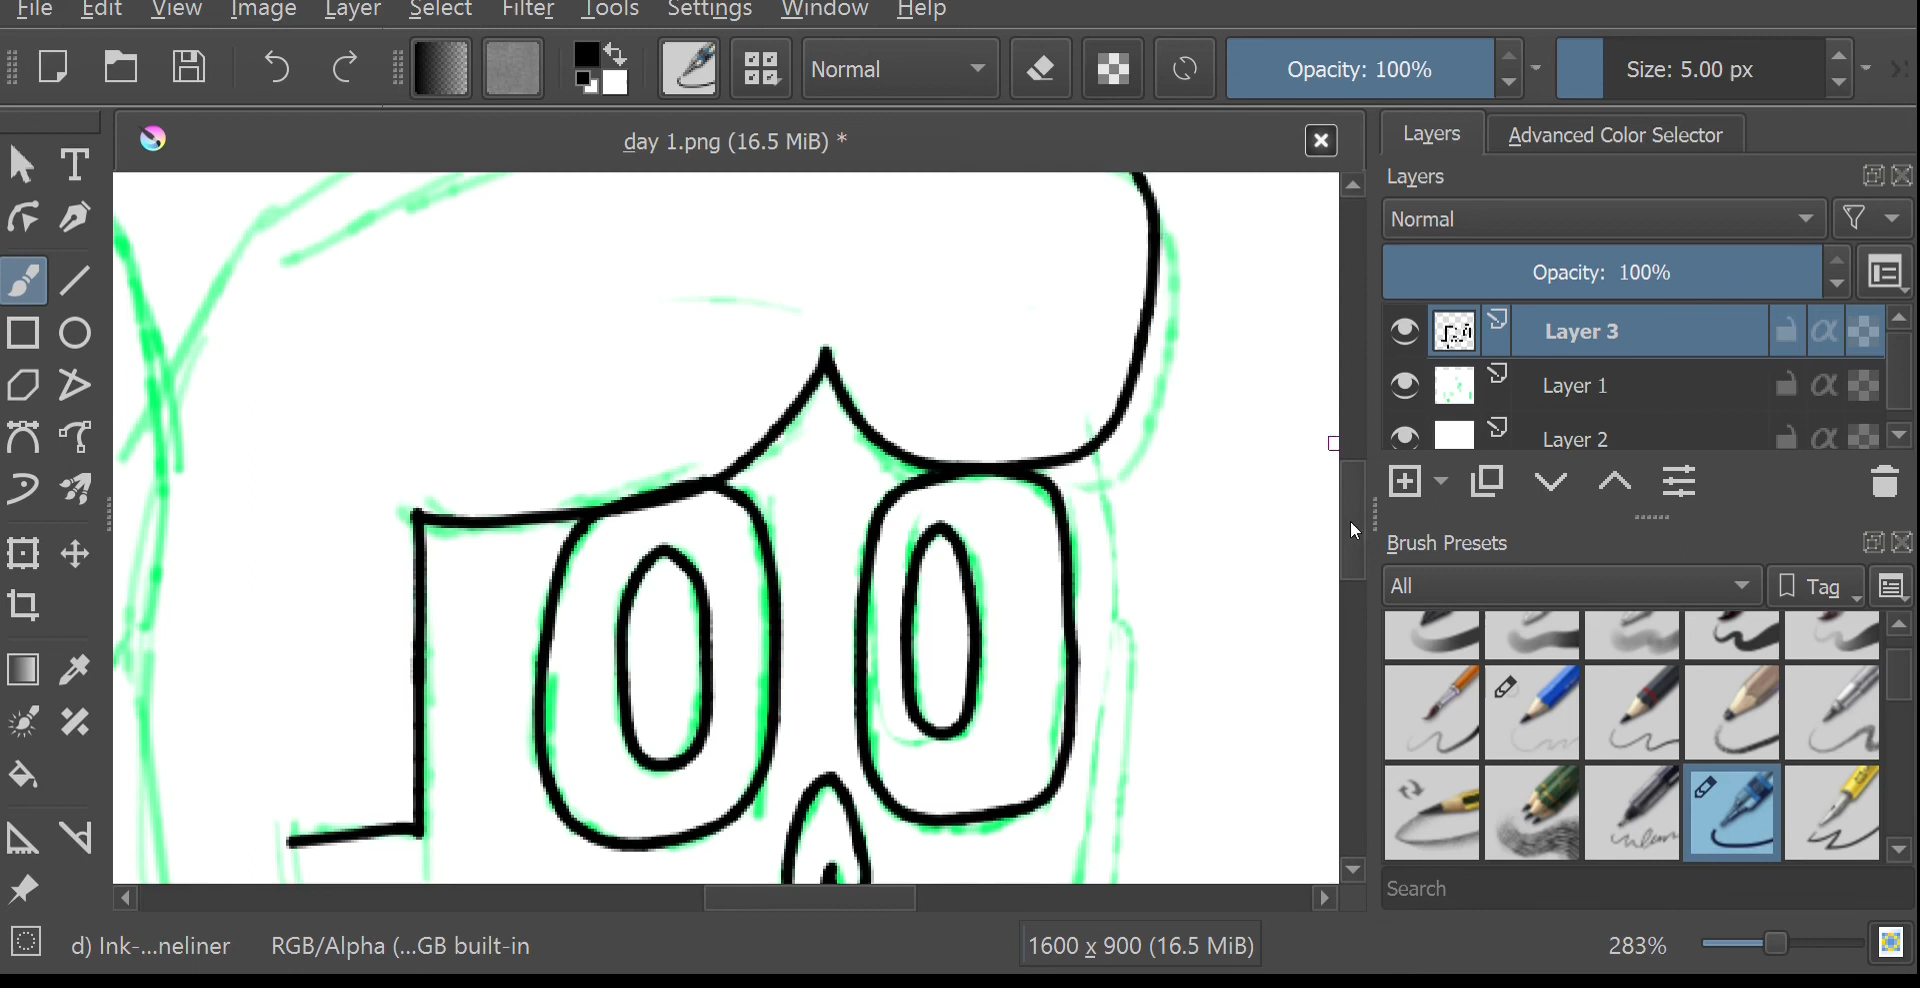 File Edit View Image Layer Select Filter Tools Settings Window Help
Normal Opacity: 100% Size: 5.00 px
day 1.png (16.5 MiB) *
Layers Advanced Color Selector
Layers
Normal
Opacity: 100%
Layer 3
Layer 1
Layer 2
Brush Presets
All Tag
Search
d) Ink-...neliner RGB/Alpha (...GB built-in 1600 x 900 (16.5 MiB) 283%